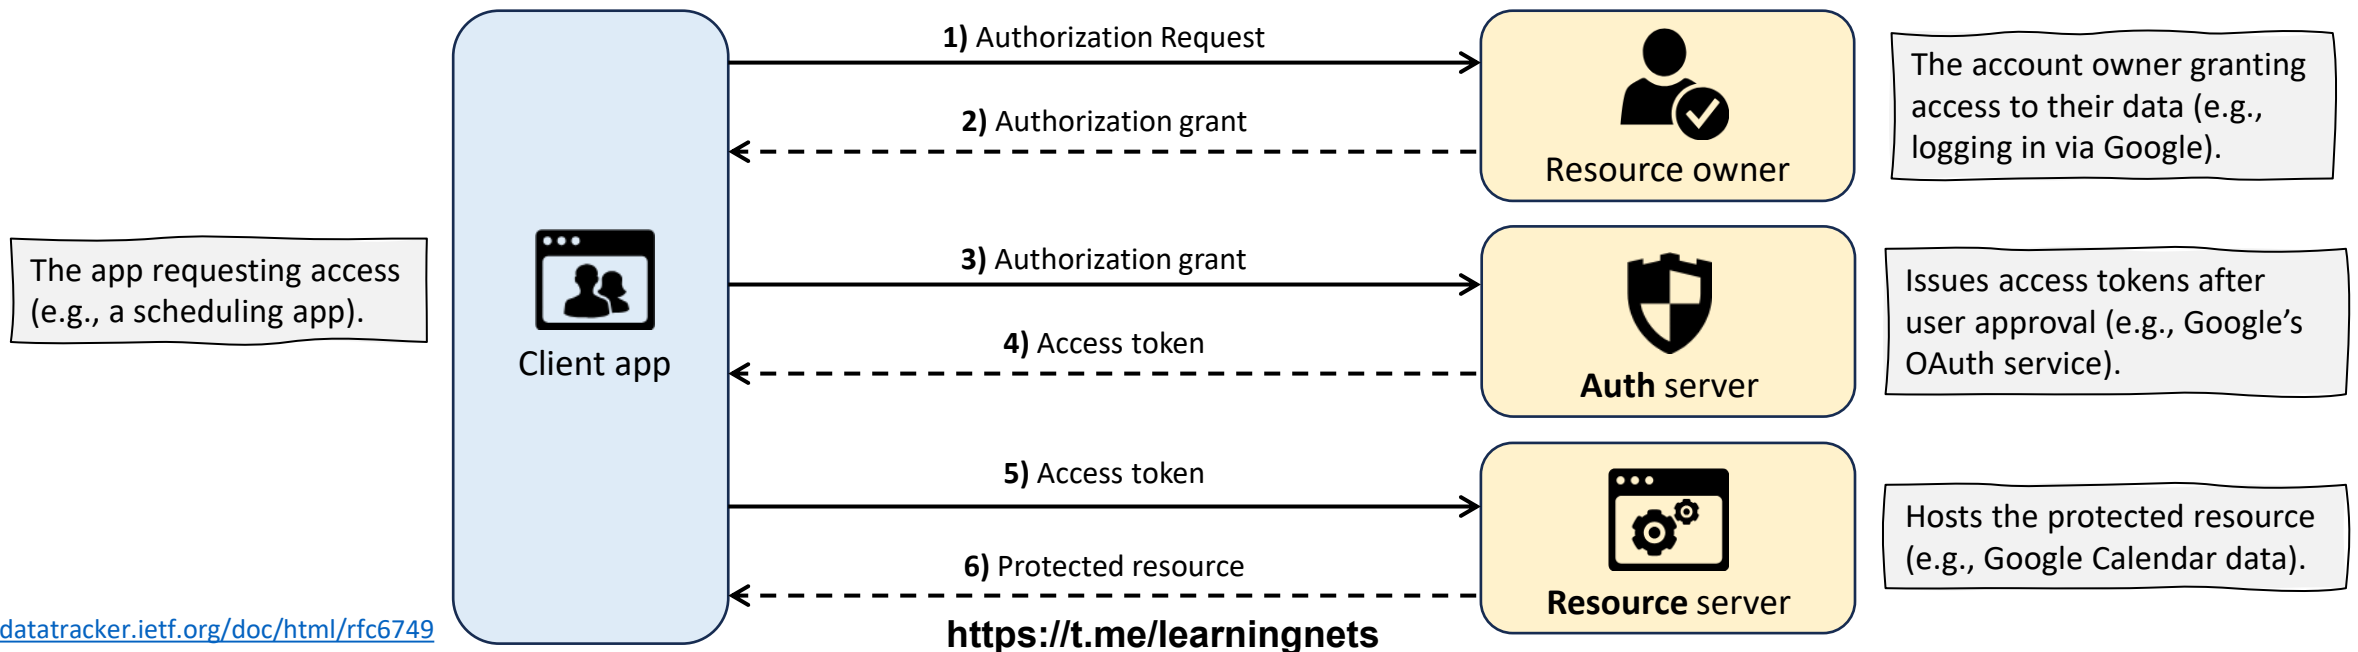 1) Authorization Request
2) Authorization grant
Resource owner
The account owner granting
access to their data (e.g.,
logging in via Google).
The app requesting access
(e.g., a scheduling app).
Client app
3) Authorization grant
4) Access token
Auth server
Issues access tokens after
user approval (e.g., Google’s
OAuth service).
5) Access token
6) Protected resource
Resource server
Hosts the protected resource
(e.g., Google Calendar data).
datatracker.ietf.org/doc/html/rfc6749
https://t.me/learningnets